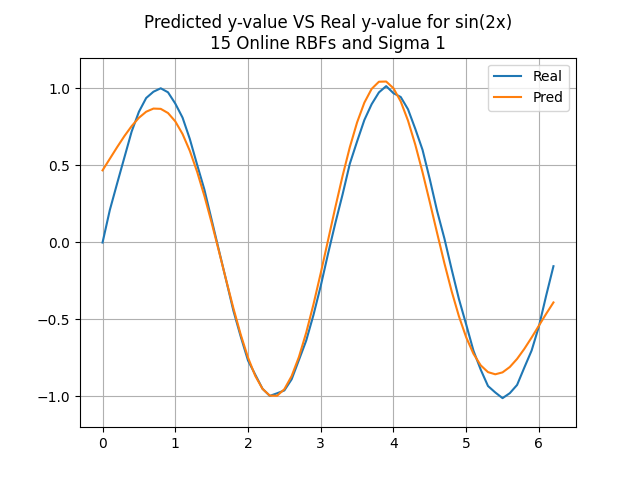 Predicted y-value VS Real y-value for sin(2x)
15 Online RBFs and Sigma 1
Real
Pred
1.0
0.5
0.0
−0.5
−1.0
0 1 2 3 4 5 6